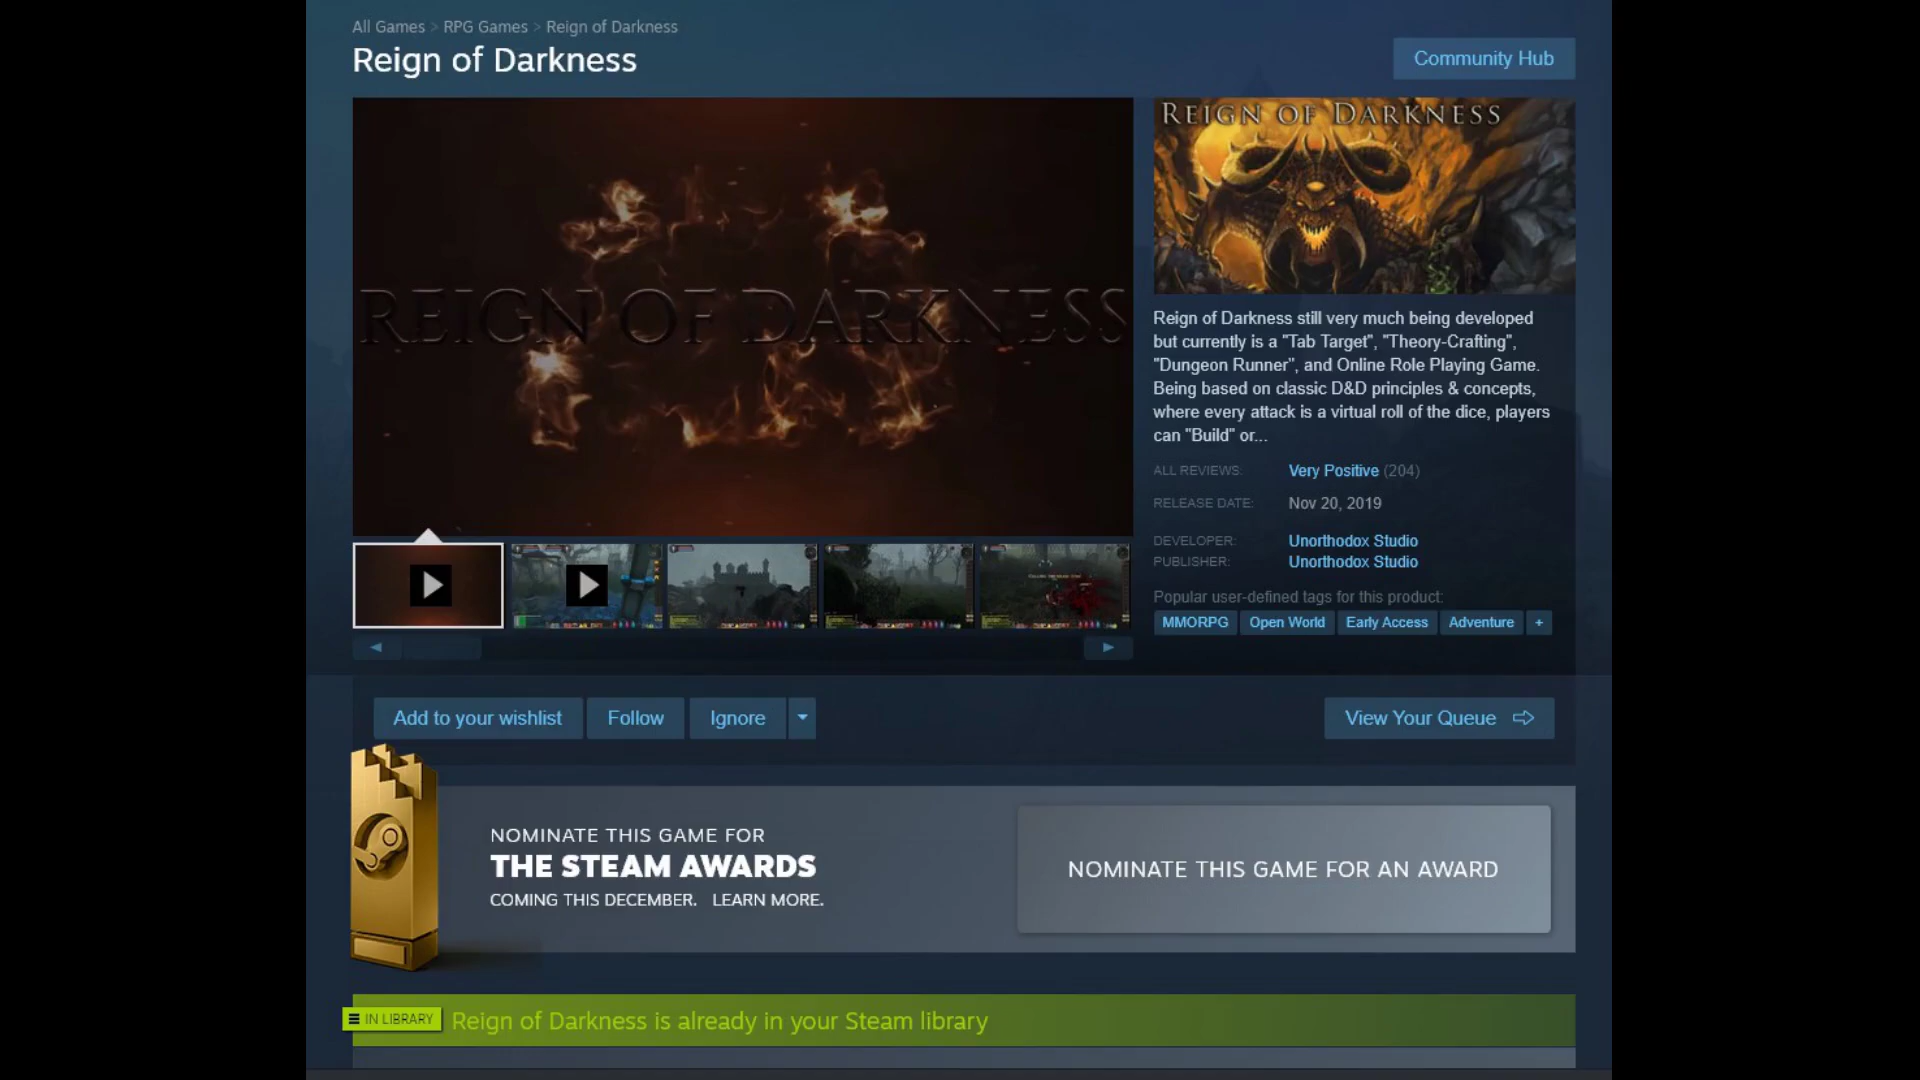 All Games > RPG Games > Reign of Darkness
Reign of Darkness
Community Hub
REIGN OF DARKNESS
REIGN OF DARKNESS
Reign of Darkness still very much being developed
but currently is a "Tab Target", "Theory-Crafting",
"Dungeon Runner", and Online Role Playing Game.
Being based on classic D&D principles & concepts,
where every attack is a virtual roll of the dice, players
can "Build" or...
ALL REVIEWS: Very Positive (204)
RELEASE DATE: Nov 20, 2019
DEVELOPER: Unorthodox Studio
PUBLISHER: Unorthodox Studio
Popular user-defined tags for this product:
MMORPG Open World Early Access Adventure +
Add to your wishlist Follow Ignore View Your Queue
NOMINATE THIS GAME FOR
THE STEAM AWARDS
COMING THIS DECEMBER. LEARN MORE.
NOMINATE THIS GAME FOR AN AWARD
IN LIBRARY Reign of Darkness is already in your Steam library